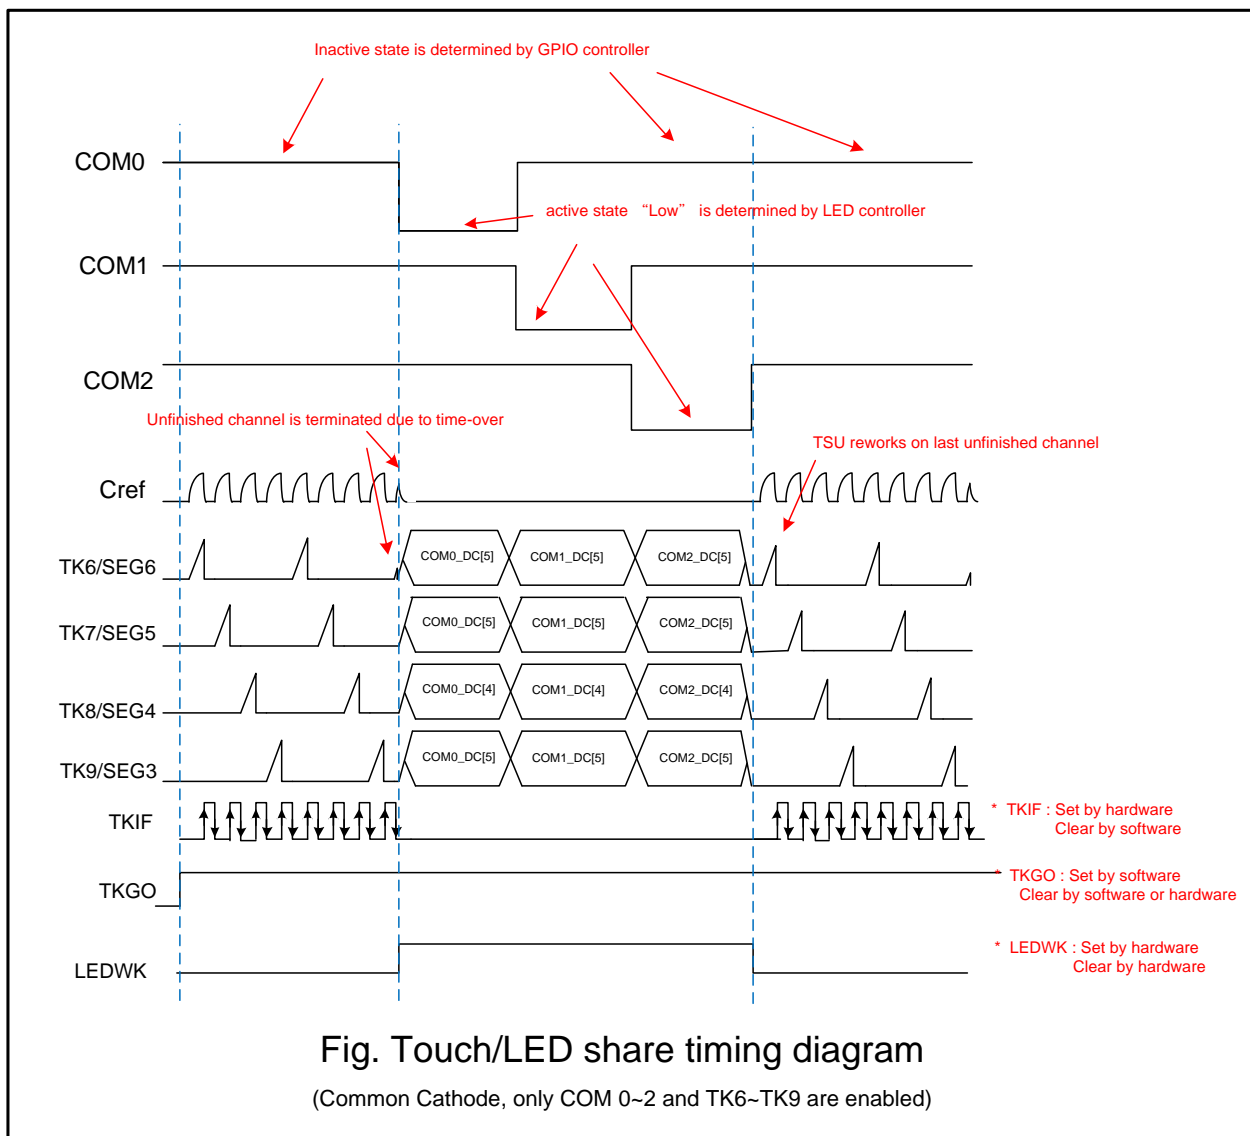 Inactive state is determined by GPIO controller
COM0
active state “Low” is determined by LED controller
COM1
COM2
Unfinished channel is terminated due to time-over
TSU reworks on last unfinished channel
Cref
TK6/SEG6
COM0_DC[5]
COM1_DC[5]
COM2_DC[5]
TK7/SEG5
COM0_DC[5]
COM1_DC[5]
COM2_DC[5]
TK8/SEG4
COM0_DC[4]
COM1_DC[4]
COM2_DC[4]
TK9/SEG3
COM0_DC[5]
COM1_DC[5]
COM2_DC[5]
TKIF
* TKIF : Set by hardware
Clear by software
TKGO
* TKGO : Set by software
Clear by software or hardware
LEDWK
* LEDWK : Set by hardware
Clear by hardware
Fig. Touch/LED share timing diagram
(Common Cathode, only COM 0~2 and TK6~TK9 are enabled)